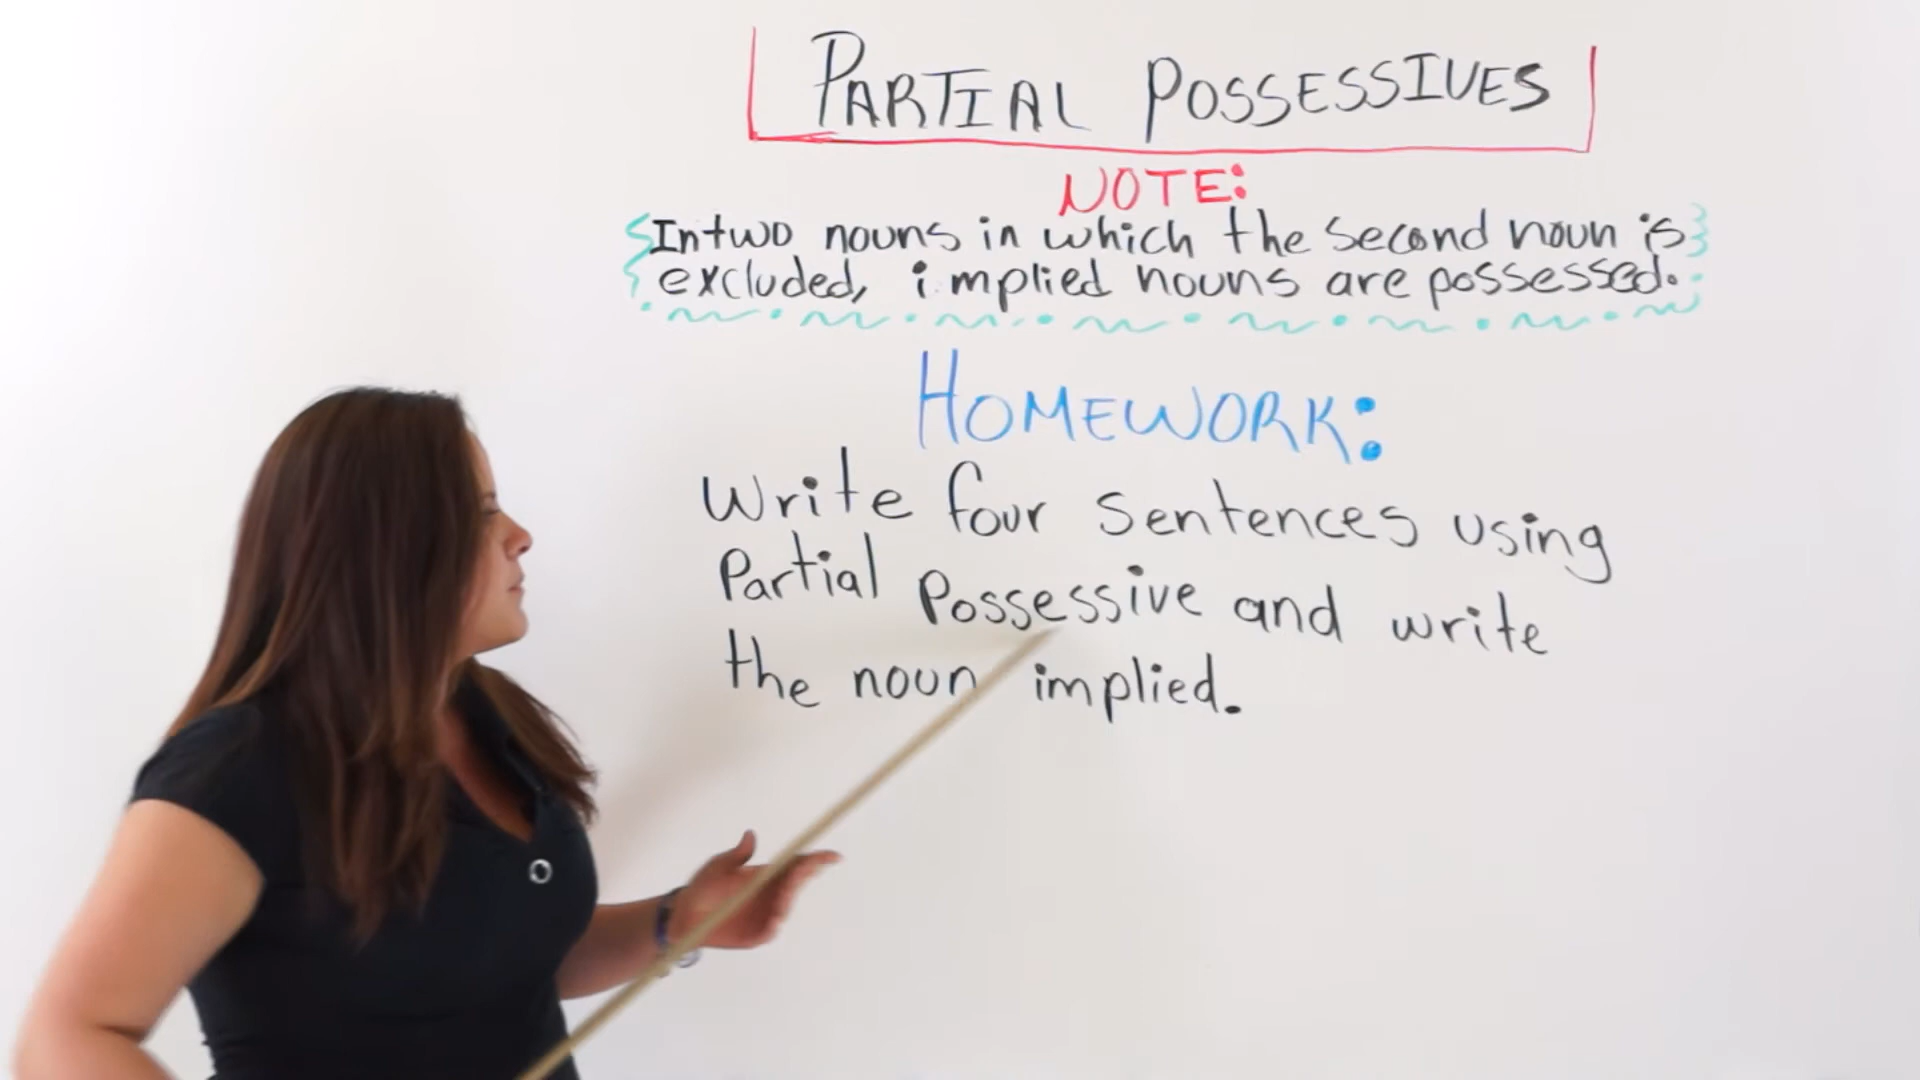 PARTIAL POSSESSIVES
NOTE:
In two nouns in which the second noun is
excluded, implied nouns are possessed.
HOMEWORK:
Write four sentences using
Partial Possessive and write
the noun implied.